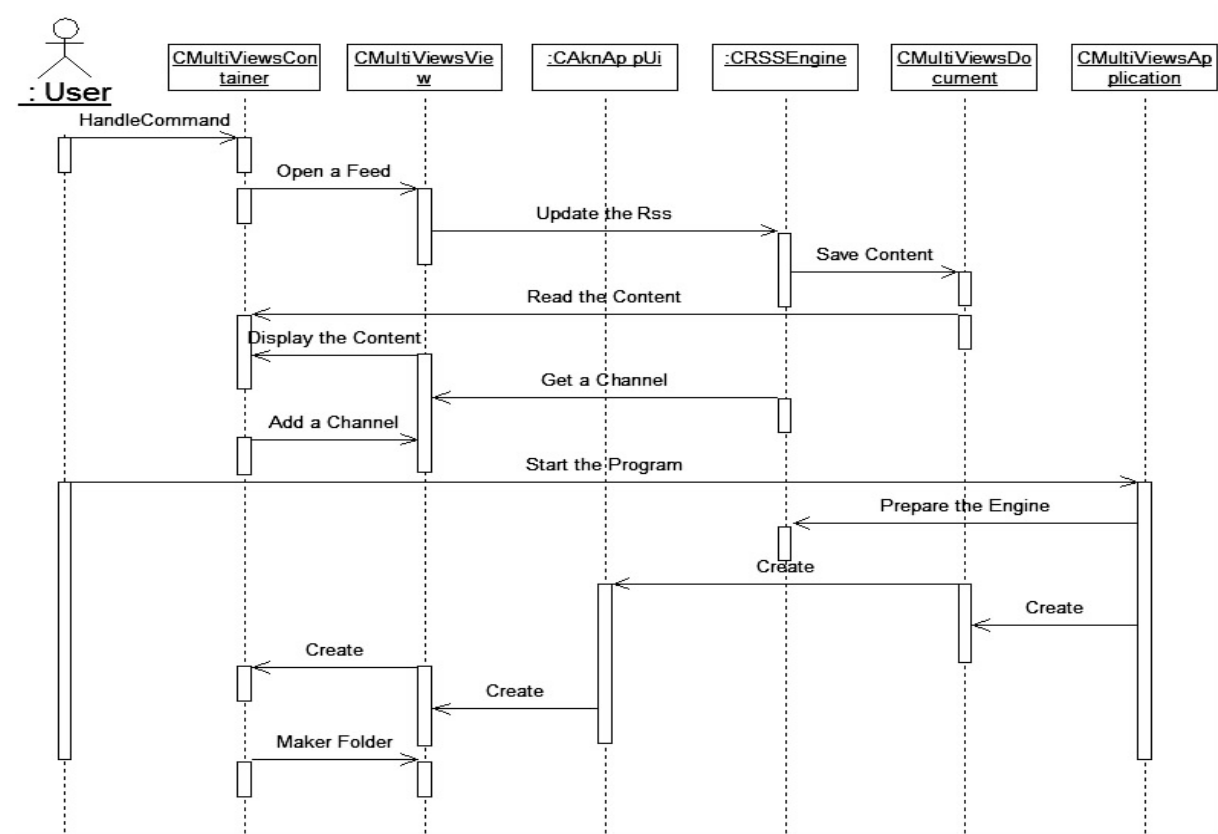 CMultiViewsCon
tainer
CMultiViewsVie
w
:CAknAp pUi
:CRSSEngine
CMultiViewsDo
cument
CMultiViewsAp
plication
: User
HandleCommand
Open a Feed
Update the Rss
Save Content
Read the Content
Display the Content
Get a Channel
Add a Channel
Start the Program
Prepare the Engine
Create
Create
Create
Create
Maker Folder